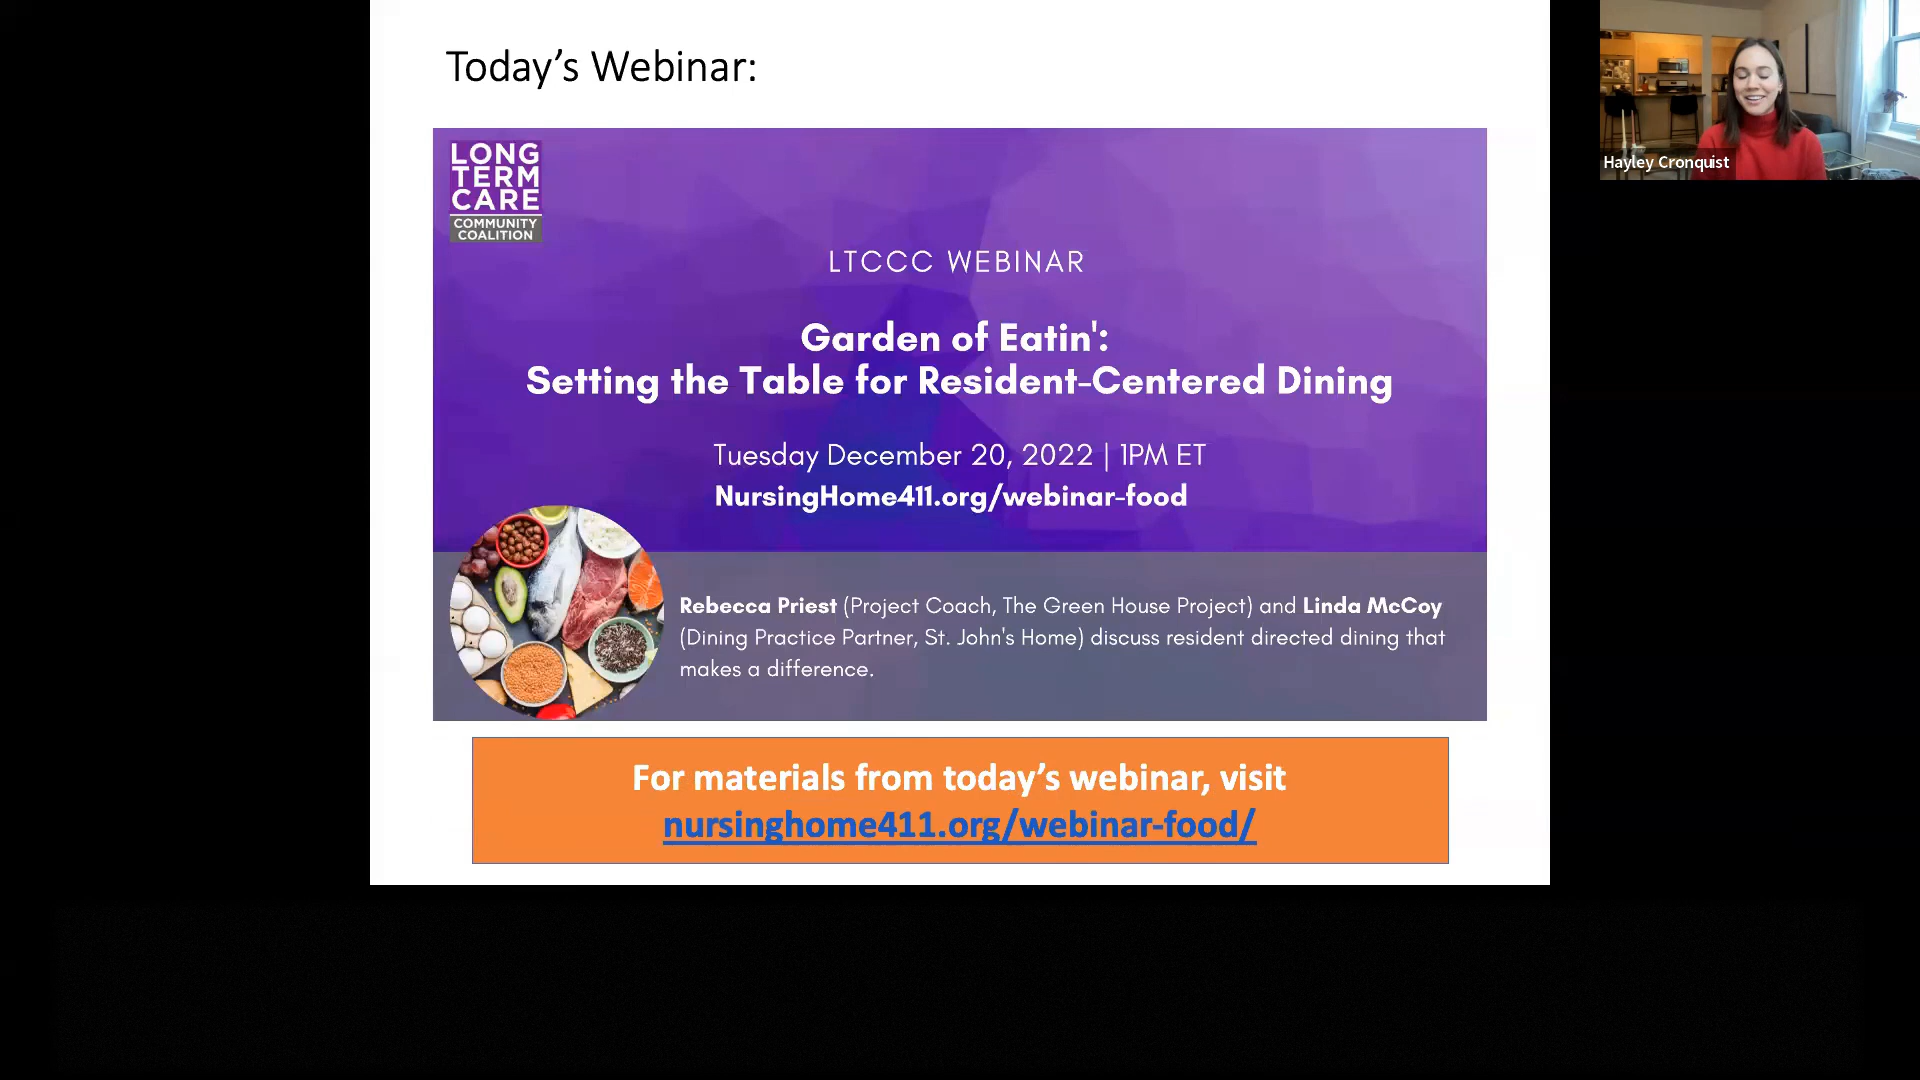 Today’s Webinar:
LONG
TERM
CARE
COMMUNITY
COALITION
LTCCC WEBINAR
Garden of Eatin':
Setting the Table for Resident-Centered Dining
Tuesday December 20, 2022 | 1PM ET
NursingHome411.org/webinar-food
Rebecca Priest (Project Coach, The Green House Project) and Linda McCoy
(Dining Practice Partner, St. John's Home) discuss resident directed dining that
makes a difference.
For materials from today’s webinar, visit
nursinghome411.org/webinar-food/
Hayley Cronquist